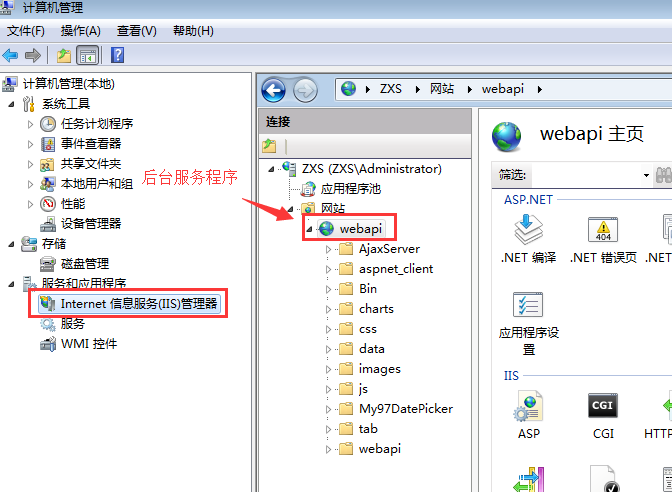 计算机管理
文件(F) 操作(A) 查看(V) 帮助(H)
计算机管理(本地)
系统工具
任务计划程序
事件查看器
共享文件夹
本地用户和组
性能
设备管理器
存储
磁盘管理
服务和应用程序
Internet 信息服务(IIS)管理器
服务
WMI 控件
后台服务程序
ZXS 网站 webapi
连接
ZXS (ZXS\Administrator)
应用程序池
网站
webapi
AjaxServer
aspnet_client
Bin
charts
css
data
images
js
My97DatePicker
tab
webapi
webapi 主页
筛选:
ASP.NET
404
.NET 编译 .NET 错误页 .NET
应用程序设
置
IIS
CGI
ASP CGI HTTP